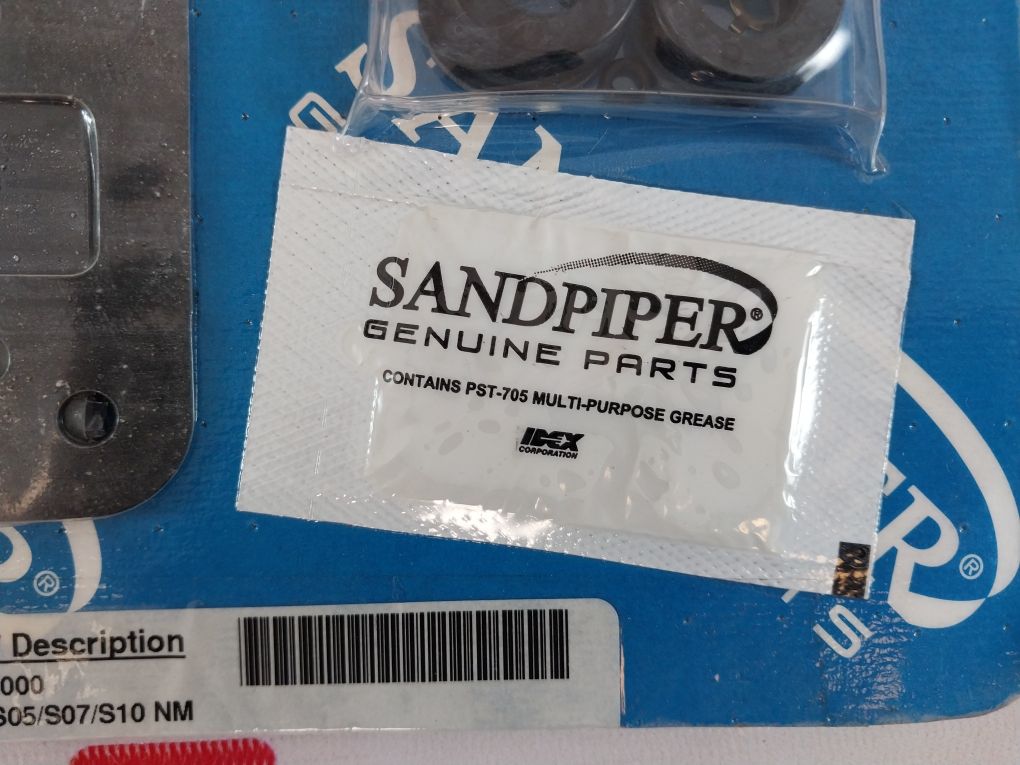 SANDPIPER®
GENUINE PARTS
CONTAINS PST-705 MULTI-PURPOSE GREASE
IDEX
CORPORATION
®
®
Description
000
S05/S07/S10 NM